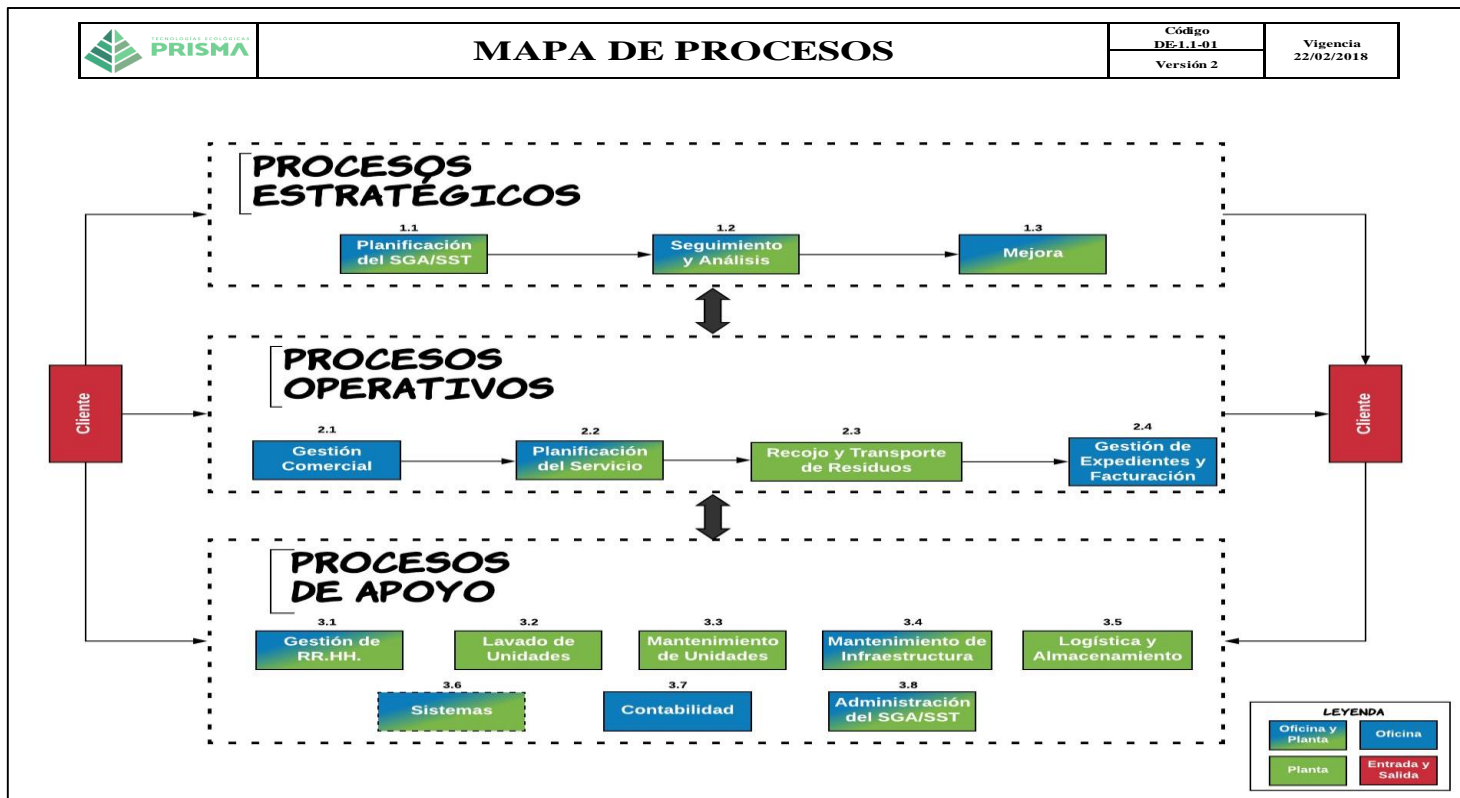 TECNOLOGÍAS ECOLÓGICAS
PRISMA
MAPA DE PROCESOS
Código
DE-1.1-01
Versión 2
Vigencia
22/02/2018
PROCESOS
ESTRATÉGICOS
1.1
Planificación
del SGA/SST
1.2
Seguimiento
y Análisis
1.3
Mejora
PROCESOS
OPERATIVOS
Cliente
Cliente
2.1
Gestión
Comercial
2.2
Planificación
del Servicio
2.3
Recojo y Transporte
de Residuos
2.4
Gestión de
Expedientes y
Facturación
PROCESOS
DE APOYO
3.1
Gestión de
RR.HH.
3.2
Lavado de
Unidades
3.3
Mantenimiento
de Unidades
3.4
Mantenimiento de
Infraestructura
3.5
Logística y
Almacenamiento
3.6
Sistemas
3.7
Contabilidad
3.8
Administración
del SGA/SST
LEYENDA
Oficina y
Planta
Oficina
Planta
Entrada y
Salida